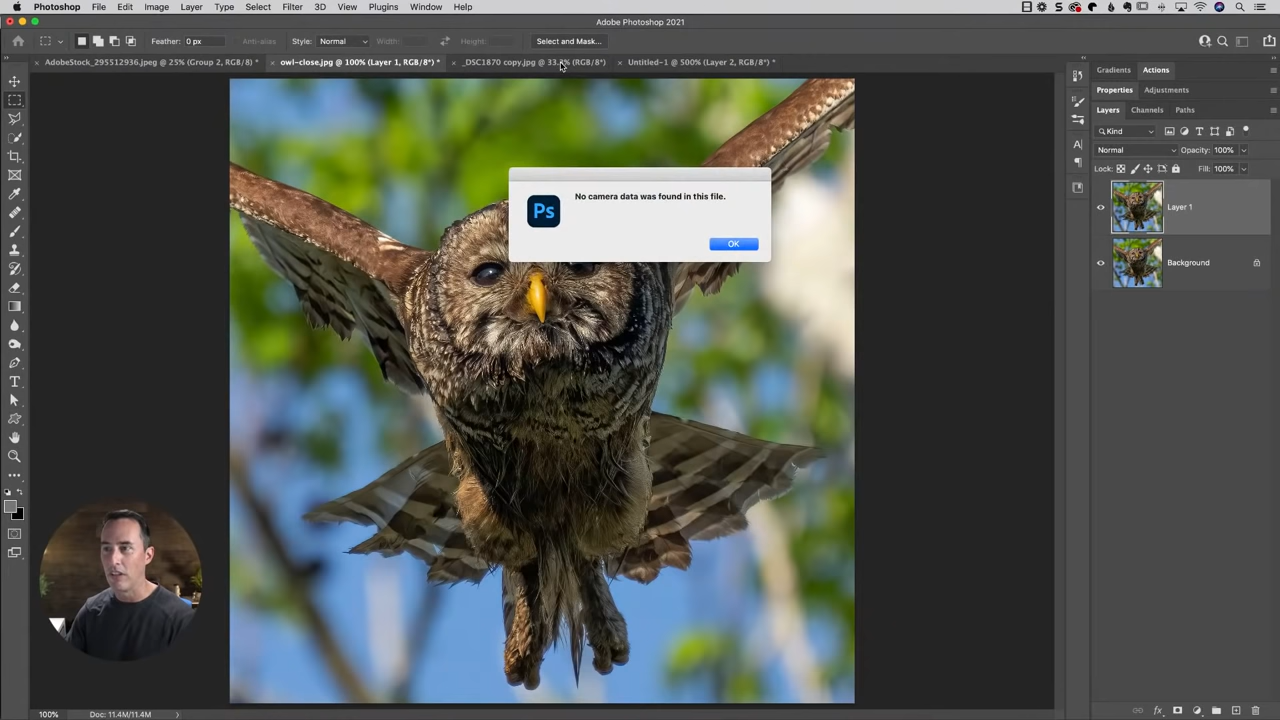 Photoshop File Edit Image Layer Type Select Filter 3D View Plugins Window Help
Adobe Photoshop 2021
Feather: 0 px Anti-alias Style: Normal Width: Height: Select and Mask...
AdobeStock_295512936.jpeg @ 25% (Group 2, RGB/8*) * owl-close.jpg @ 100% (Layer 1, RGB/8*) * (RGB/8*) Untitled-1 @ 500% (Layer 2, RGB/8*) *
_DSC1870 copy.jpg @
Gradients Actions
Properties Adjustments
Layers Channels Paths
Kind
Normal Opacity: 100%
Lock: Fill: 100%
Layer 1
Background
No camera data was found in this file.
Ps
OK
100% Doc: 11.4M/11.4M